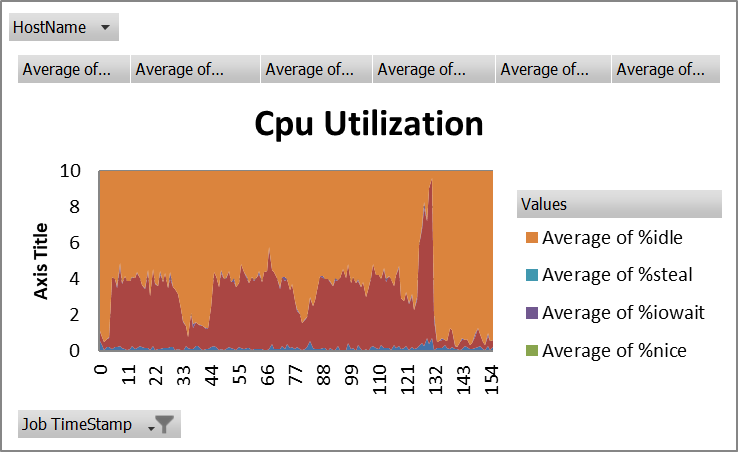 HostName
Average of... Average of... Average of... Average of... Average of... Average of...
Cpu Utilization
10
8
6
4
2
0
Axis Title
0 11 22 33 44 55 66 77 88 99 110 121 132 143 154
Values
Average of %idle
Average of %steal
Average of %iowait
Average of %nice
Job TimeStamp